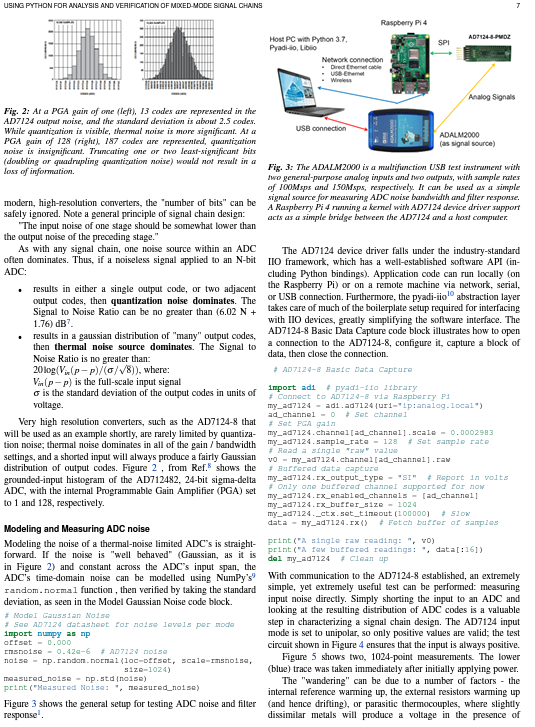 USING PYTHON FOR ANALYSIS AND VERIFICATION OF MIXED-MODE SIGNAL CHAINS
7
Fig. 2: At a PGA gain of one (left), 13 codes are represented in the
AD7124 output noise, and the standard deviation is about 2.5 codes.
While quantization is visible, thermal noise is more significant. At a
PGA gain of 128 (right), 187 codes are represented, quantization
noise is insignificant. Truncating one or two least-significant bits
(doubling or quadrupling quantization noise) would not result in a
loss of information.
modern, high-resolution converters, the "number of bits" can be
safely ignored. Note a general principle of signal chain design:
"The input noise of one stage should be somewhat lower than
the output noise of the preceding stage."
As with any signal chain, one noise source within an ADC
often dominates. Thus, if a noiseless signal applied to an N-bit
ADC:
• results in either a single output code, or two adjacent
output codes, then quantization noise dominates. The
Signal to Noise Ratio can be no greater than (6.02 N +
1.76) dB7.
• results in a gaussian distribution of "many" output codes,
then thermal noise source dominates. The Signal to
Noise Ratio is no greater than:
20log(Vin(p−p)/(σ/√8)), where:
Vin(p−p) is the full-scale input signal
σ is the standard deviation of the output codes in units of
voltage.
Very high resolution converters, such as the AD7124-8 that
will be used as an example shortly, are rarely limited by quantiza-
tion noise; thermal noise dominates in all of the gain / bandwidth
settings, and a shorted input will always produce a fairly Gaussian
distribution of output codes. Figure 2 , from Ref.8 shows the
grounded-input histogram of the AD712482, 24-bit sigma-delta
ADC, with the internal Programmable Gain Amplifier (PGA) set
to 1 and 128, respectively.
Modeling and Measuring ADC noise
Modeling the noise of a thermal-noise limited ADC's is straight-
forward. If the noise is "well behaved" (Gaussian, as it is
in Figure 2) and constant across the ADC's input span, the
ADC's time-domain noise can be modelled using NumPy's9
random.normal function , then verified by taking the standard
deviation, as seen in the Model Gaussian Noise code block.
# Model Gaussian Noise
# See AD7124 datasheet for noise levels per mode
import numpy as np
offset = 0.000
rmsnoise = 0.42e-6 # AD7124 noise
noise = np.random.normal(loc=offset, scale=rmsnoise,
size=1024)
measured_noise = np.std(noise)
print("Measured Noise: ", measured_noise)
Figure 3 shows the general setup for testing ADC noise and filter
response1.
Raspberry Pi 4
Host PC with Python 3.7,
Pyadi-iio, Libiio
SPI
AD7124-8-PMDZ
Network connection
• Direct Ethernet cable
• USB-Ethernet
• Wireless
Analog Signals
USB connection
ADALM2000
(as signal source)
Fig. 3: The ADALM2000 is a multifunction USB test instrument with
two general-purpose analog inputs and two outputs, with sample rates
of 100Msps and 150Msps, respectively. It can be used as a simple
signal source for measuring ADC noise bandwidth and filter response.
A Raspberry Pi 4 running a kernel with AD7124 device driver support
acts as a simple bridge between the AD7124 and a host computer.
The AD7124 device driver falls under the industry-standard
IIO framework, which has a well-established software API (in-
cluding Python bindings). Application code can run locally (on
the Raspberry Pi) or on a remote machine via network, serial,
or USB connection. Furthermore, the pyadi-iio10 abstraction layer
takes care of much of the boilerplate setup required for interfacing
with IIO devices, greatly simplifying the software interface. The
AD7124-8 Basic Data Capture code block illustrates how to open
a connection to the AD7124-8, configure it, capture a block of
data, then close the connection.
# AD7124-8 Basic Data Capture
import adi # pyadi-iio library
# Connect to AD7124-8 via Raspberry Pi
my_ad7124 = adi.ad7124(uri="ip:analog.local")
ad_channel = 0 # Set channel
# Set PGA gain
my_ad7124.channel[ad_channel].scale = 0.0002983
my_ad7124.sample_rate = 128 # Set sample rate
# Read a single "raw" value
v0 = my_ad7124.channel[ad_channel].raw
# Buffered data capture
my_ad7124.rx_output_type = "SI" # Report in volts
# Only one buffered channel supported for now
my_ad7124.rx_enabled_channels = [ad_channel]
my_ad7124.rx_buffer_size = 1024
my_ad7124._ctx.set_timeout(100000) # Slow
data = my_ad7124.rx() # Fetch buffer of samples
print("A single raw reading: ", v0)
print("A few buffered readings: ", data[:16])
del my_ad7124 # Clean up
With communication to the AD7124-8 established, an extremely
simple, yet extremely useful test can be performed: measuring
input noise directly. Simply shorting the input to an ADC and
looking at the resulting distribution of ADC codes is a valuable
step in characterizing a signal chain design. The AD7124 input
mode is set to unipolar, so only positive values are valid; the test
circuit shown in Figure 4 ensures that the input is always positive.
Figure 5 shows two, 1024-point measurements. The lower
(blue) trace was taken immediately after initially applying power.
The "wandering" can be due to a number of factors - the
internal reference warming up, the external resistors warming up
(and hence drifting), or parasitic thermocouples, where slightly
dissimilar metals will produce a voltage in the presence of